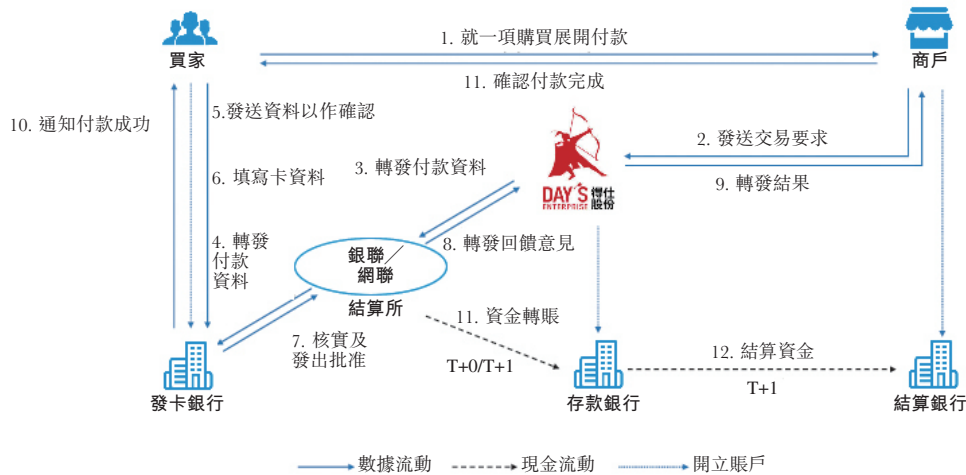 1. 就一項購買展開付款
買家
商戶
11. 確認付款完成
10. 通知付款成功
5.發送資料以作確認
2. 發送交易要求
3. 轉發付款資料
6. 填寫卡資料
9. 轉發結果
DAY'S
ENTERPRISE
得仕
股份
4. 轉發
付款
資料
銀聯／
網聯
8. 轉發回饋意見
結算所
11. 資金轉賬
7. 核實及
發出批准
T+0/T+1
12. 結算資金
T+1
發卡銀行
存款銀行
結算銀行
數據流動
現金流動
開立賬戶